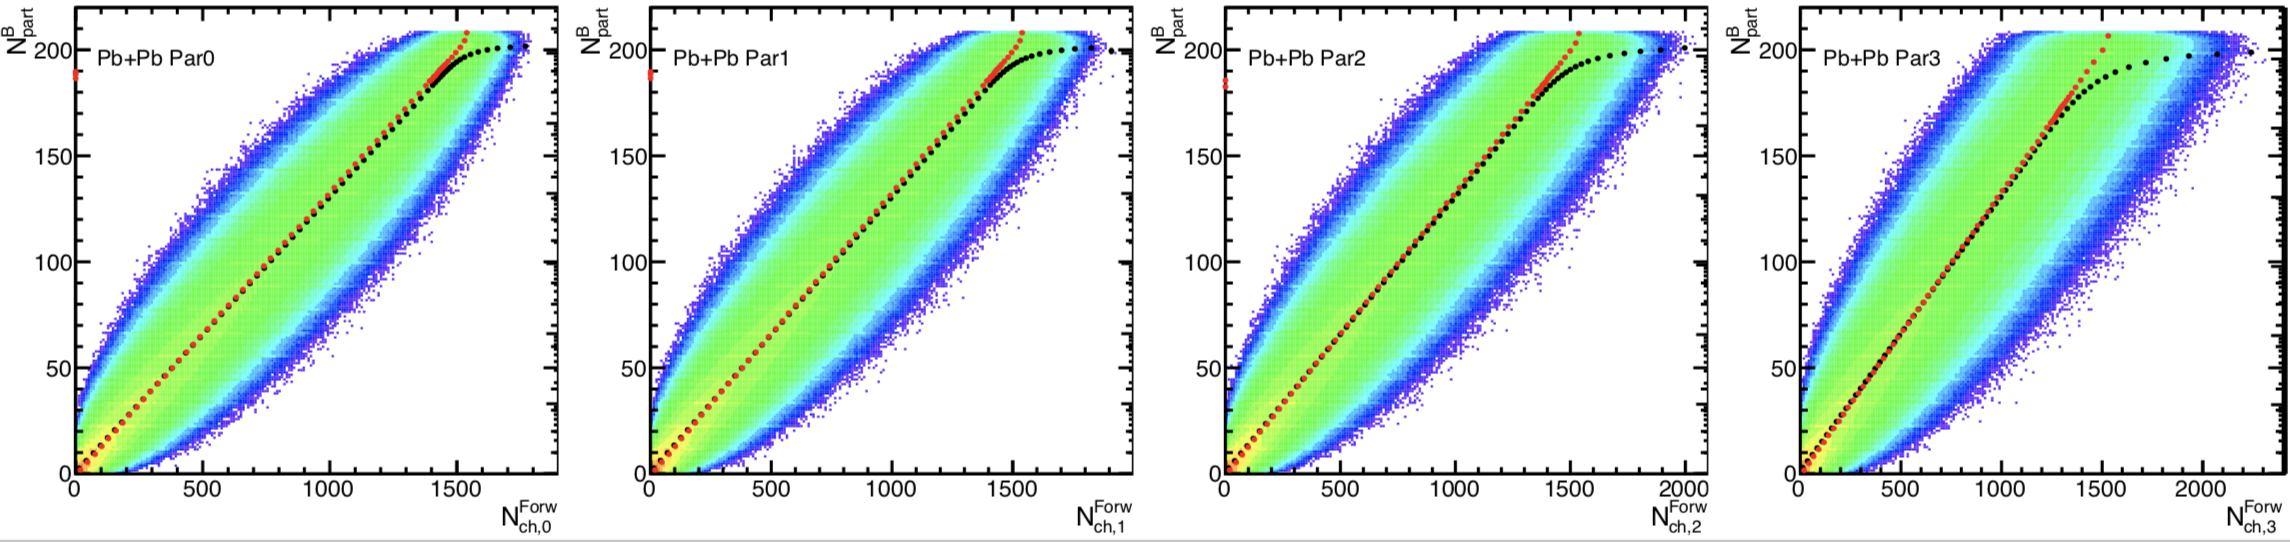 N^B_part
200
150
100
50
0
Pb+Pb Par0
0 500 1000 1500
N^Forw_ch,0
N^B_part
200
150
100
50
0
Pb+Pb Par1
0 500 1000 1500
N^Forw_ch,1
N^B_part
200
150
100
50
0
Pb+Pb Par2
0 500 1000 1500 2000
N^Forw_ch,2
N^B_part
200
150
100
50
0
Pb+Pb Par3
0 500 1000 1500 2000
N^Forw_ch,3